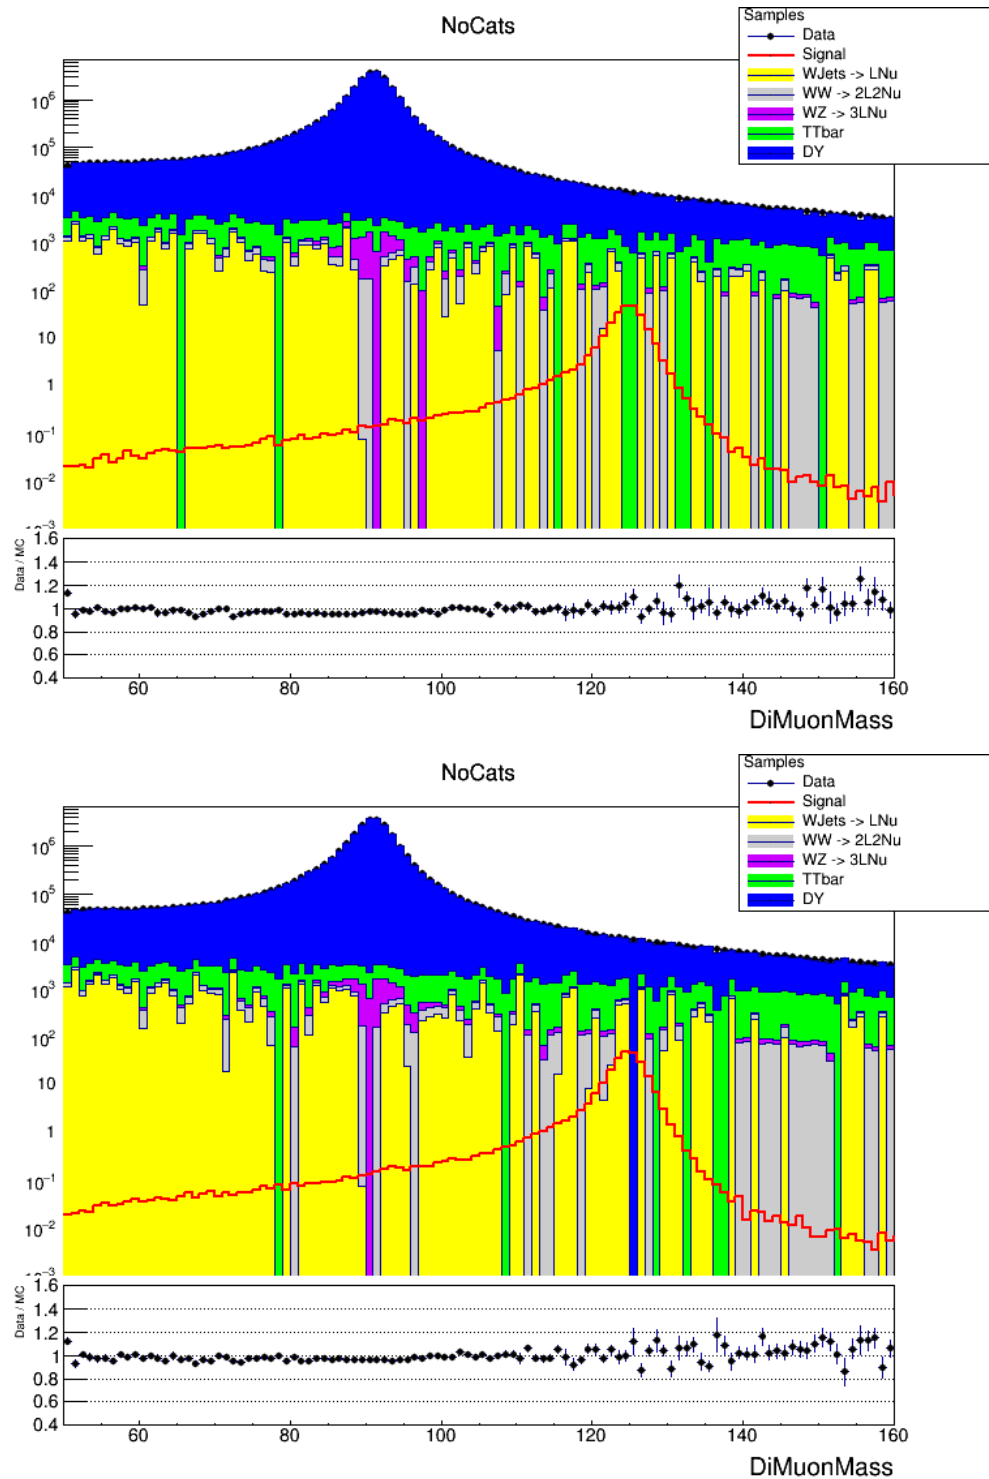 NoCats
Samples
Data
Signal
WJets -> LNu
WW -> 2L2Nu
WZ -> 3LNu
TTbar
DY
10^6
10^5
10^4
10^3
10^2
10
1
10^-1
10^-2
10^-3
Data / MC
1.6
1.4
1.2
1
0.8
0.6
0.4
60 80 100 120 140 160
DiMuonMass
NoCats
Samples
Data
Signal
WJets -> LNu
WW -> 2L2Nu
WZ -> 3LNu
TTbar
DY
10^6
10^5
10^4
10^3
10^2
10
1
10^-1
10^-2
10^-3
Data / MC
1.6
1.4
1.2
1
0.8
0.6
0.4
60 80 100 120 140 160
DiMuonMass